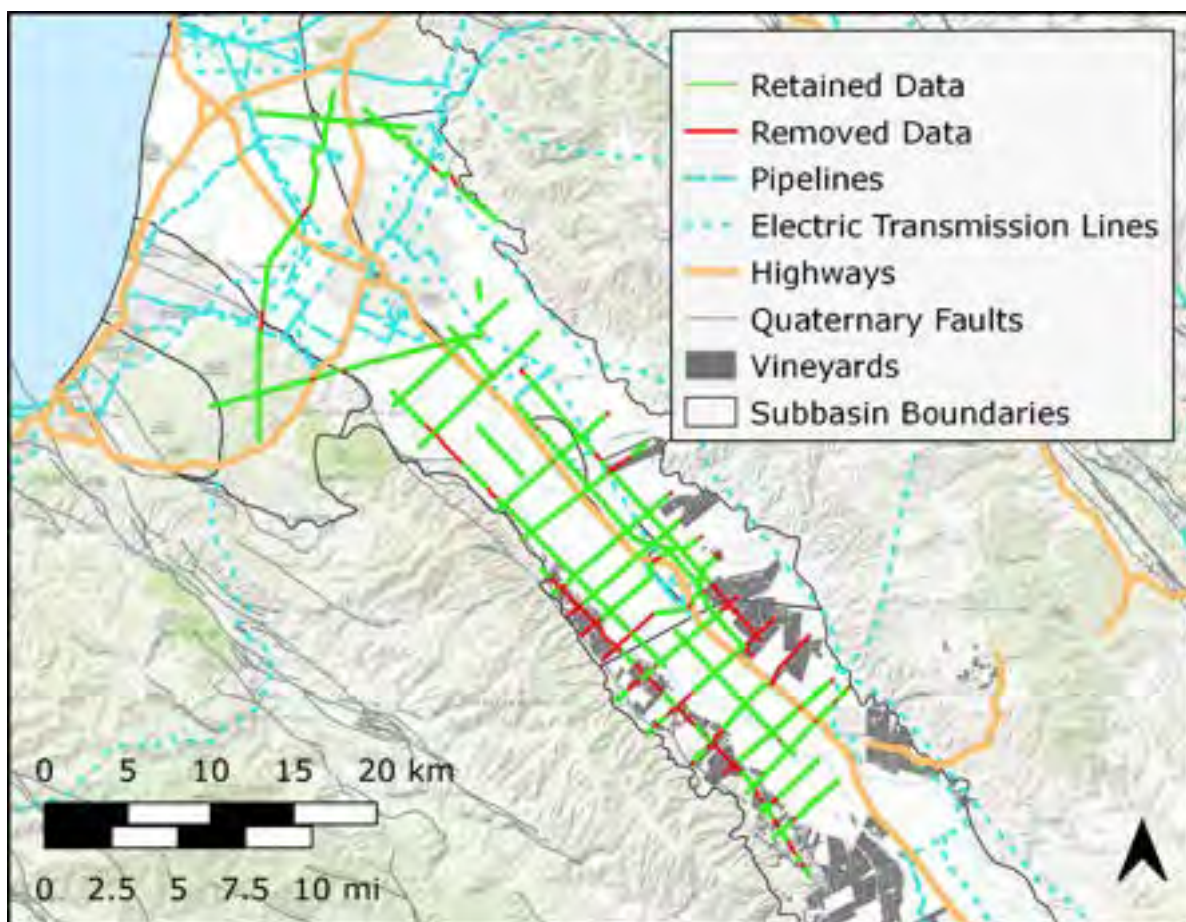 Retained Data
Removed Data
Pipelines
Electric Transmission Lines
Highways
Quaternary Faults
Vineyards
Subbasin Boundaries
0 5 10 15 20 km
0 2.5 5 7.5 10 mi